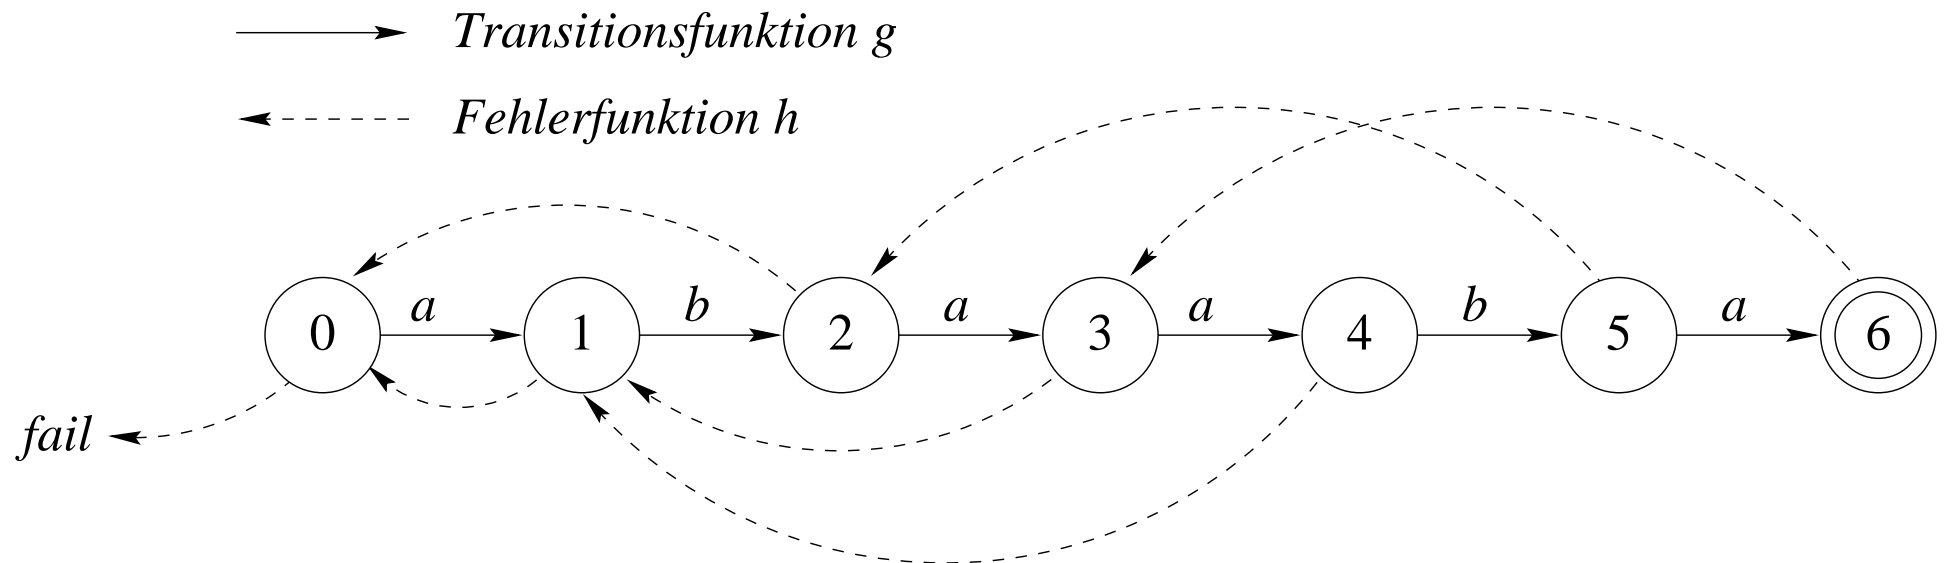 Transitionsfunktion g
Fehlerfunktion h
a b a a b a
0 1 2 3 4 5 6
fail